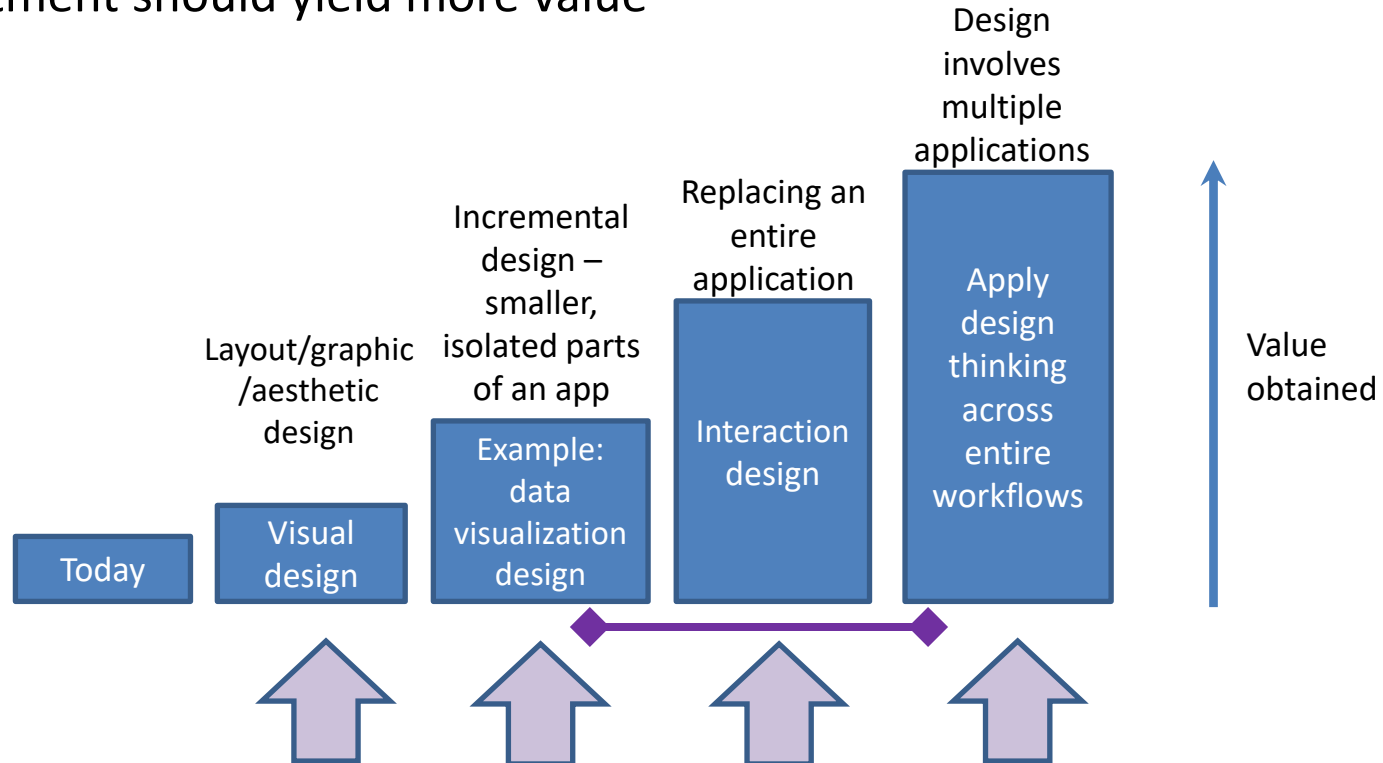 should yield more value
Design
involves
multiple
applications
Replacing an
entire
application
Incremental
design –
smaller,
isolated parts
of an app
Layout/graphic
/aesthetic
design
Today
Visual
design
Example:
data
visualization
design
Interaction
design
Apply
design
thinking
across
entire
workflows
Value
obtained